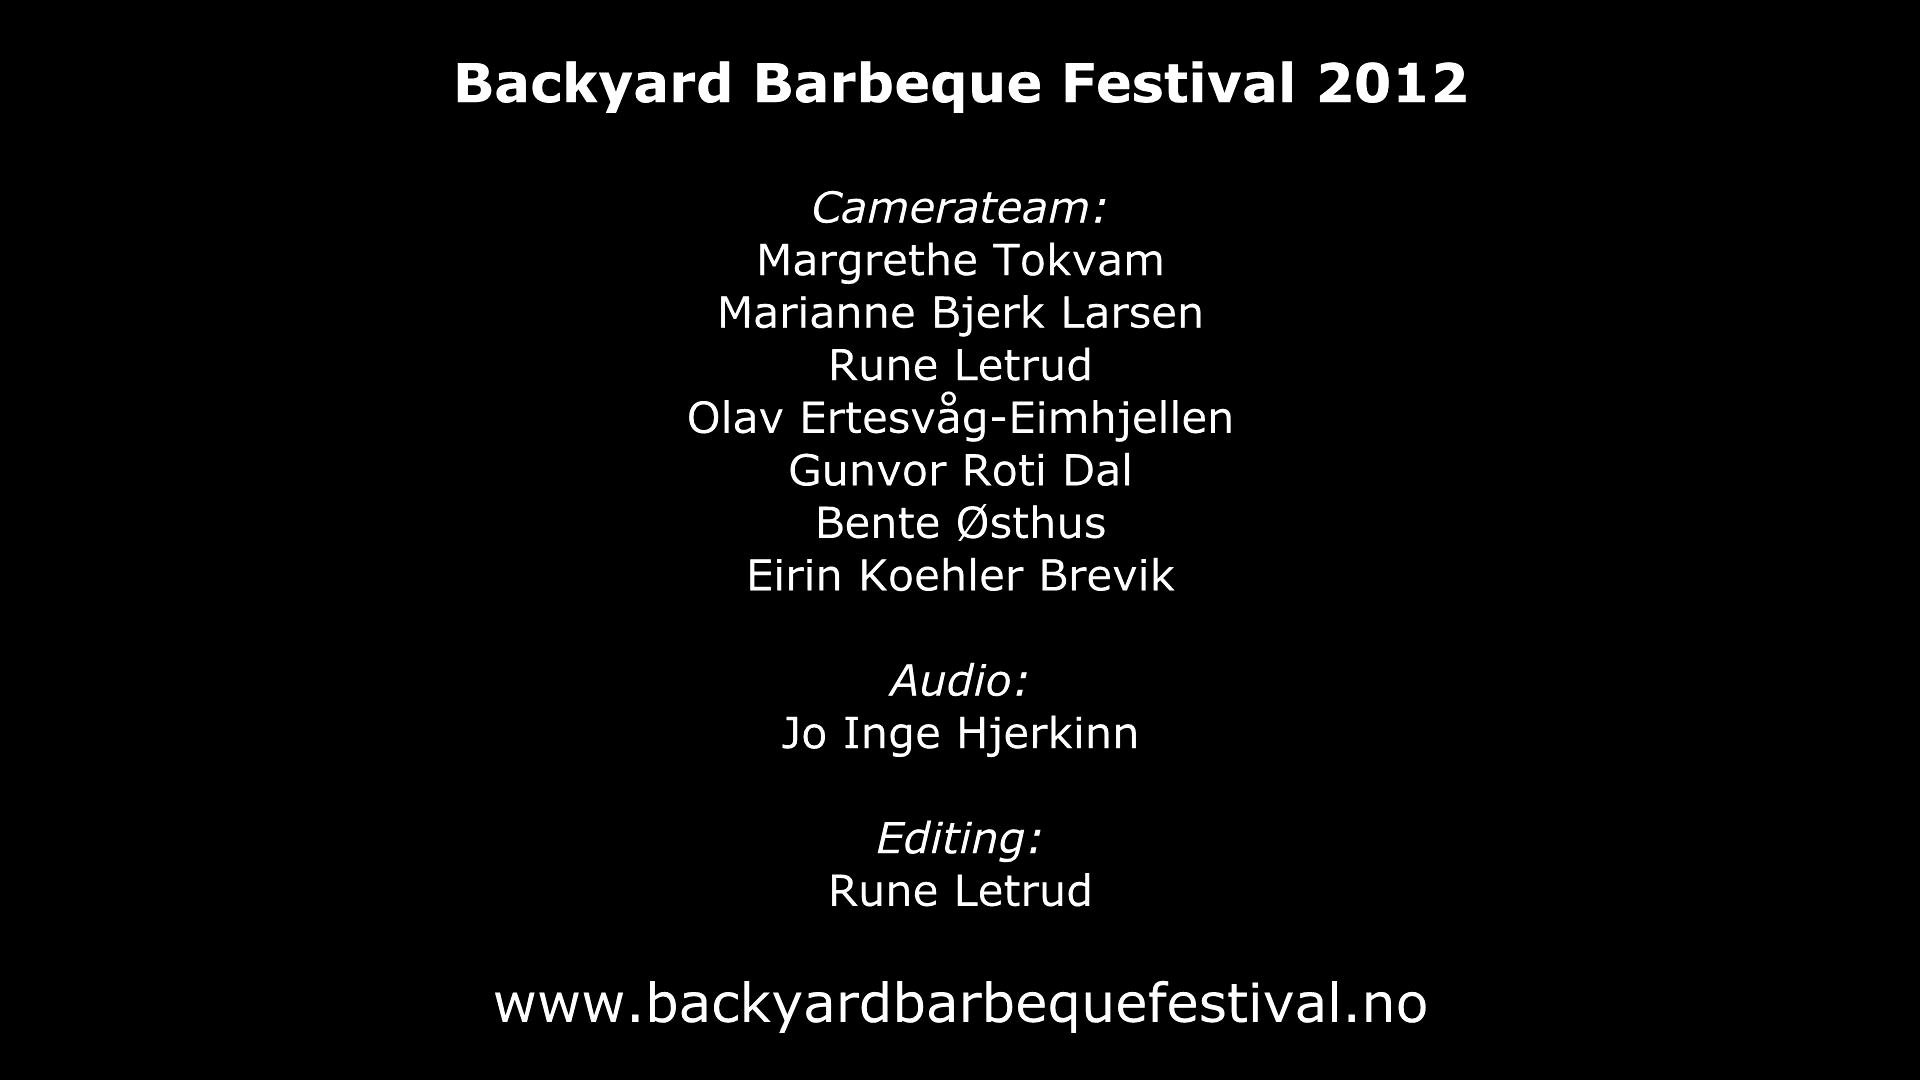 Backyard Barbeque Festival 2012
Camerateam:
Margrethe Tokvam
Marianne Bjerk Larsen
Rune Letrud
Olav Ertesvåg-Eimhjellen
Gunvor Roti Dal
Bente Østhus
Eirin Koehler Brevik
Audio:
Jo Inge Hjerkinn
Editing:
Rune Letrud
www.backyardbarbequefestival.no